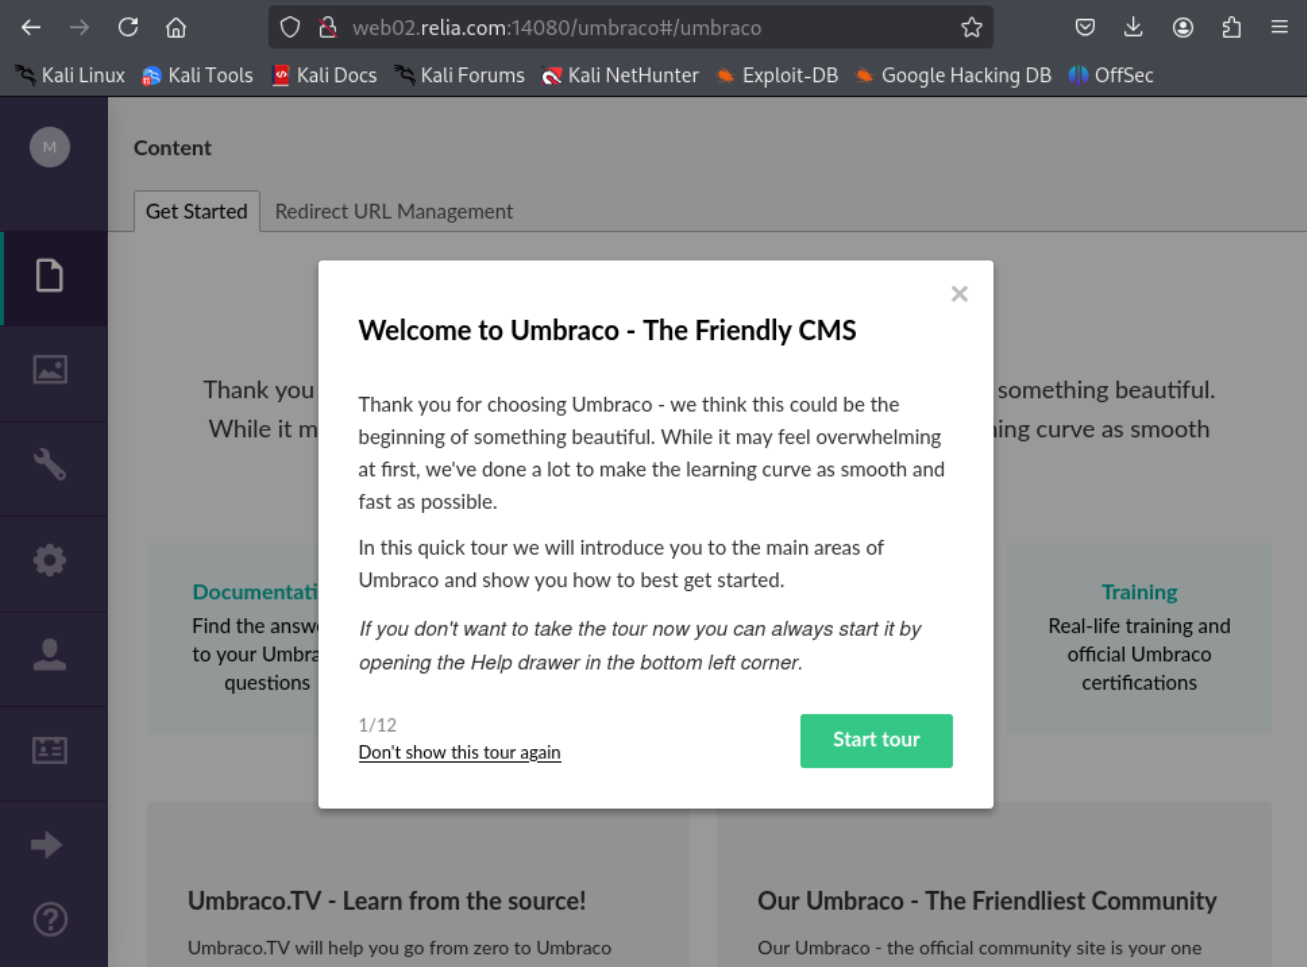 web02.relia.com:14080/umbraco#/umbraco
Kali Linux Kali Tools Kali Docs Kali Forums Kali NetHunter Exploit-DB Google Hacking DB OffSec
M
Content
Get Started Redirect URL Management
Welcome to Umbraco - The Friendly CMS
Thank you something beautiful.
While it m ing curve as smooth
Thank you for choosing Umbraco - we think this could be the
beginning of something beautiful. While it may feel overwhelming
at first, we've done a lot to make the learning curve as smooth and
fast as possible.
In this quick tour we will introduce you to the main areas of
Umbraco and show you how to best get started.
If you don't want to take the tour now you can always start it by
opening the Help drawer in the bottom left corner.
1/12
Don't show this tour again
Start tour
Documentati
Find the answ
to your Umbra
questions
Training
Real-life training and
official Umbraco
certifications
Umbraco.TV - Learn from the source!
Umbraco.TV will help you go from zero to Umbraco
Our Umbraco - The Friendliest Community
Our Umbraco - the official community site is your one